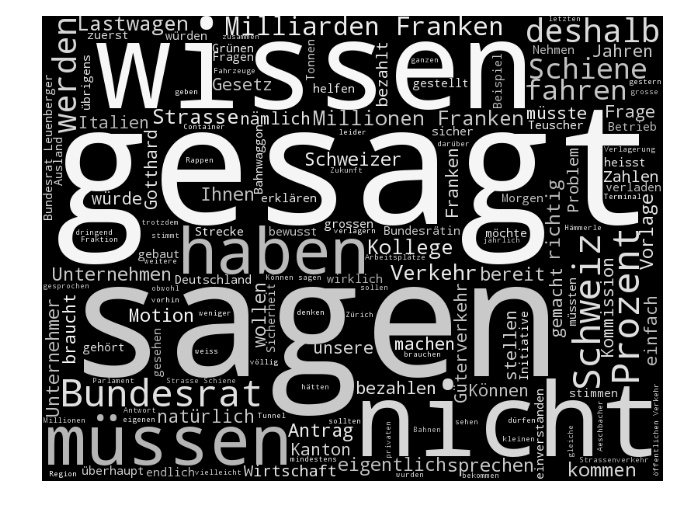 Lastwagen
zuerst
würden
zusammen
Milliarden Franken
letzten
deshalb
wissen
Grünen
Fragen
Fahrzeuge
geben
Gesetz
Tonnen
helfen
bezahlt
ganzen
gestellt
Beispiel
Nehmen
Jahren
Schiene
gestern
grosse
fahren
werden
übrigens
Italien
Strasse
nämlich
Container
Millionen Franken
leider
sicher
darüber
müsste
Teuscher
Frage
Betrieb
Bundesrat Leuenberger
Ausland
gesagt
Gotthard
Rappen
Bahnwaggon
Schweizer
Zukunft
Franken
heisst
Verlagerung
Zahlen
verladen
Terminal
Problem
würde
Ihnen
erklären
Morgen
richtig
trotzdem
dringend
Fraktion
stimmt
Strecke
verlagern
bewusst
grossen
Bundesrätin
möchte
jährlich
Hämmerle
Vorlage
gebaut
weitere
haben
Arbeitsplätze
Kollege
Unternehmen
gesprochen
obwohl
vorhin
Deutschland
Können sagen
wirklich
Verkehr
bereit
sollen
gemacht
müssten
Schweiz
Kommission
Prozent
einfach
Unternehmer
braucht
Motion
weniger
wollen
Sicherheit
denken
Zürich
sagen
gehört
gesehen
weiss
völlig
unsere
machen
brauchen
Güterverkehr
stellen
Initiative
Bundesrat
Parlament
Strasse Schiene
hätten
bezahlen
Können
nicht
stimmen
Millionen
Antwort
eigenen
natürlich
Tunnel
Antrag
sollten
privaten
Bahnen
sehen
dürfen
kleinen
einverstanden
gleiche
Aeschbacher
öffentlichen Verkehr
müssen
Kanton
mindestens
Strassenverkehr
Region
überhaupt
endlich
vielleicht
Wirtschaft
eigentlich
wurden
sprechen
bekommen
kommen